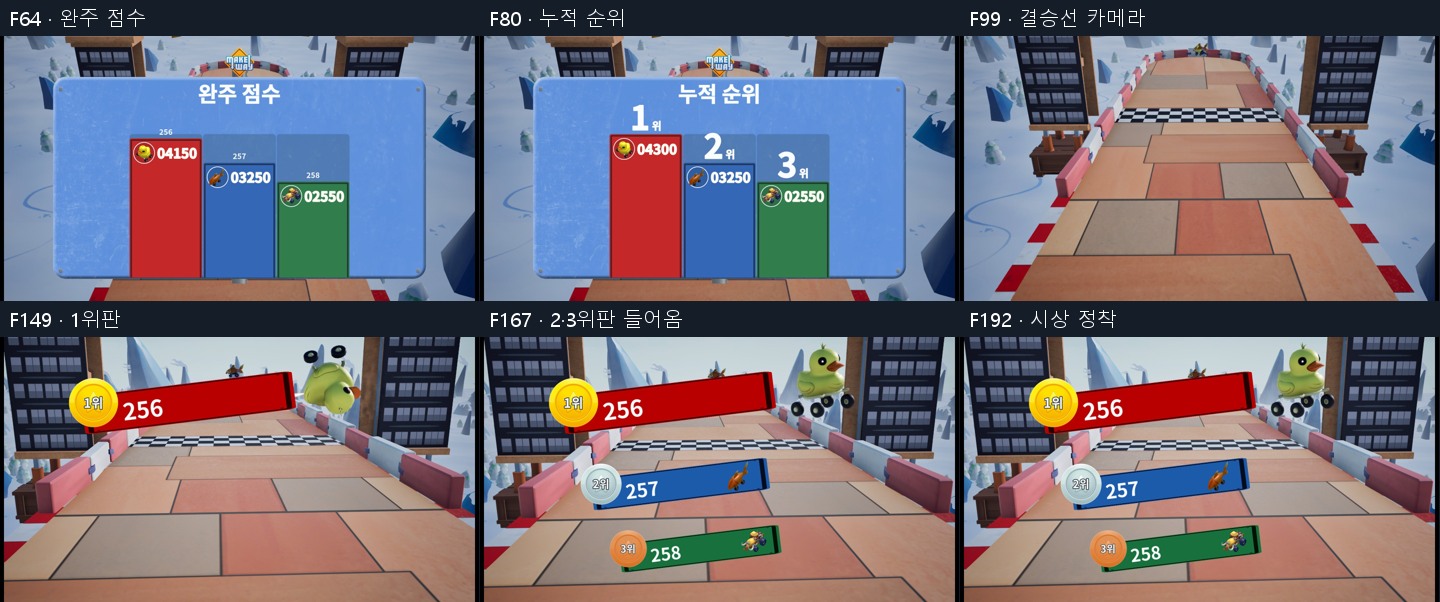 F64 · 완주 점수
MAKE WAY
완주 점수
256
04150
257
03250
258
02550
F80 · 누적 순위
MAKE WAY
누적 순위
1위
04300
2위
03250
3위
02550
F99 · 결승선 카메라
F149 · 1위판
1위
256
F167 · 2·3위판 들어옴
1위
256
2위
257
3위
258
F192 · 시상 정착
1위
256
2위
257
3위
258